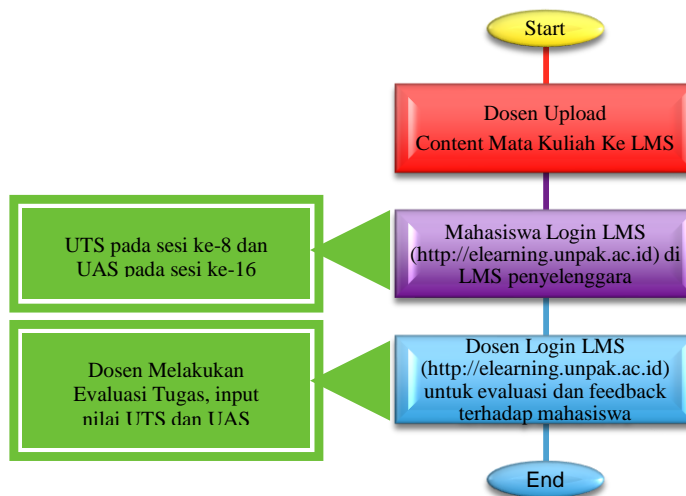 Start
Dosen Upload
Content Mata Kuliah Ke LMS
UTS pada sesi ke-8 dan
UAS pada sesi ke-16
Mahasiswa Login LMS
(http://elearning.unpak.ac.id) di
LMS penyelenggara
Dosen Melakukan
Evaluasi Tugas, input
nilai UTS dan UAS
Dosen Login LMS
(http://elearning.unpak.ac.id)
untuk evaluasi dan feedback
terhadap mahasiswa
End